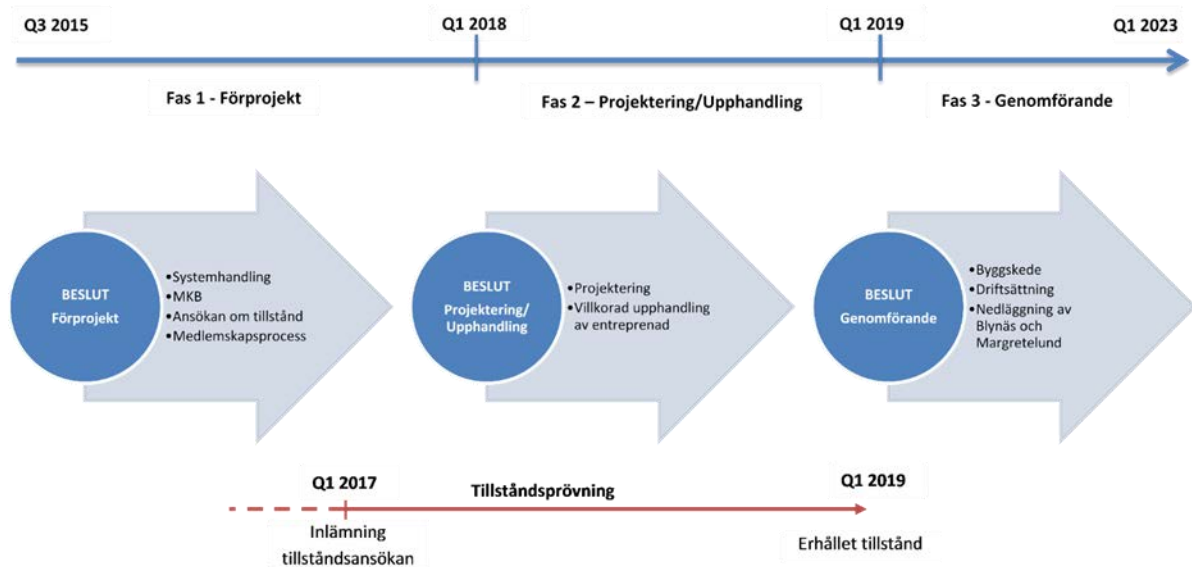 Q3 2015
Q1 2018
Q1 2019
Q1 2023
Fas 1 - Förprojekt
Fas 2 – Projektering/Upphandling
Fas 3 - Genomförande
BESLUT
Förprojekt
•Systemhandling
•MKB
•Ansökan om tillstånd
•Medlemskapsprocess
BESLUT
Projektering/
Upphandling
•Projektering
•Villkorad upphandling
av entreprenad
BESLUT
Genomförande
•Byggskede
•Driftsättning
•Nedläggning av
Blynäs och
Margretelund
Q1 2017
Tillståndsprövning
Q1 2019
Inlämning
tillståndsansökan
Erhållet tillstånd